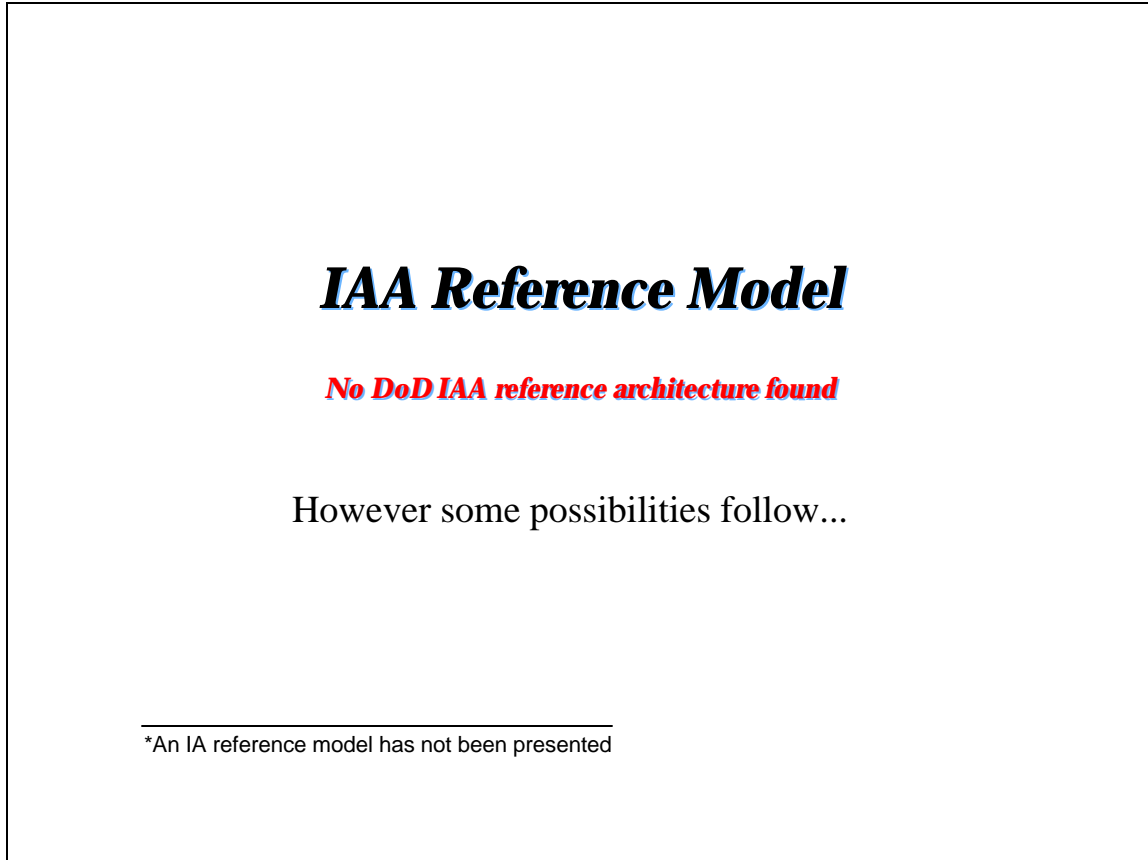 IAA Reference Model
No DoD IAA reference architecture found
However some possibilities follow...
*An IA reference model has not been presented